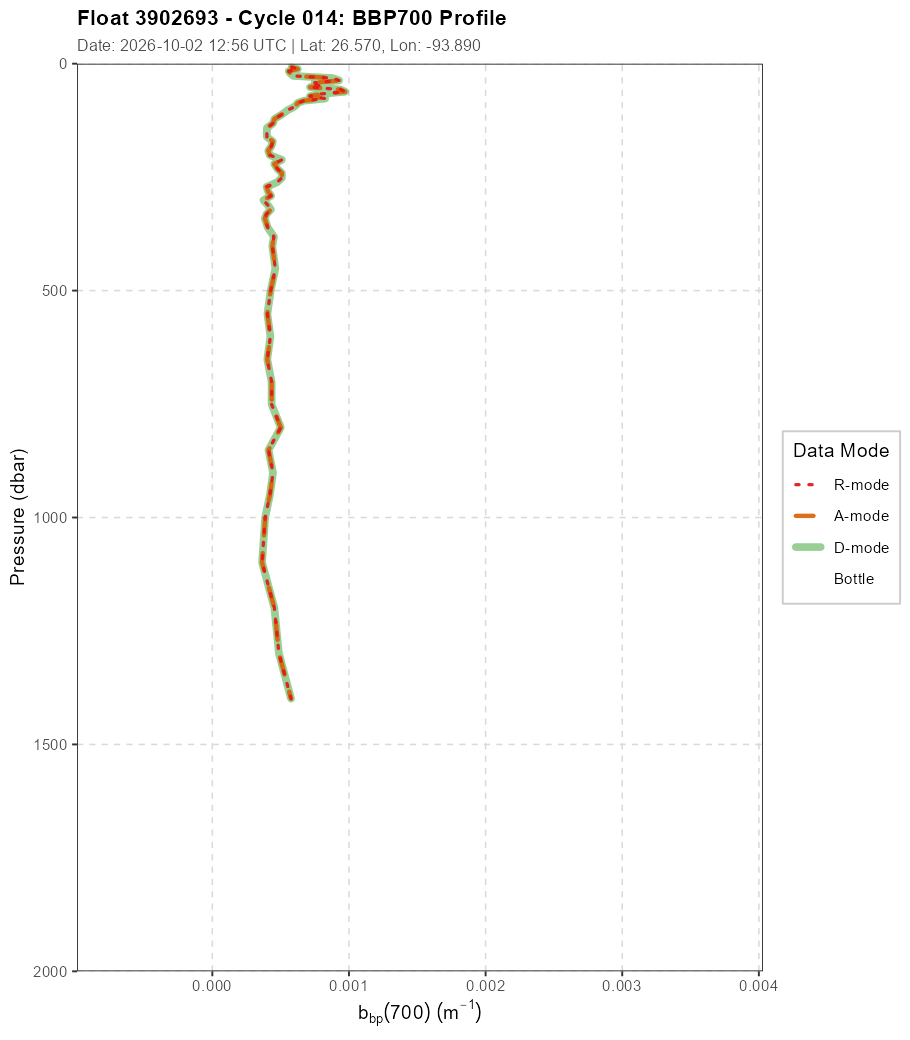 Float 3902693 - Cycle 014: BBP700 Profile
Date: 2026-10-02 12:56 UTC | Lat: 26.570, Lon: -93.890
0
500
1000
1500
2000
Pressure (dbar)
0.000
0.001
0.002
0.003
0.004
b_bp(700) (m⁻¹)
Data Mode
R-mode
A-mode
D-mode
Bottle